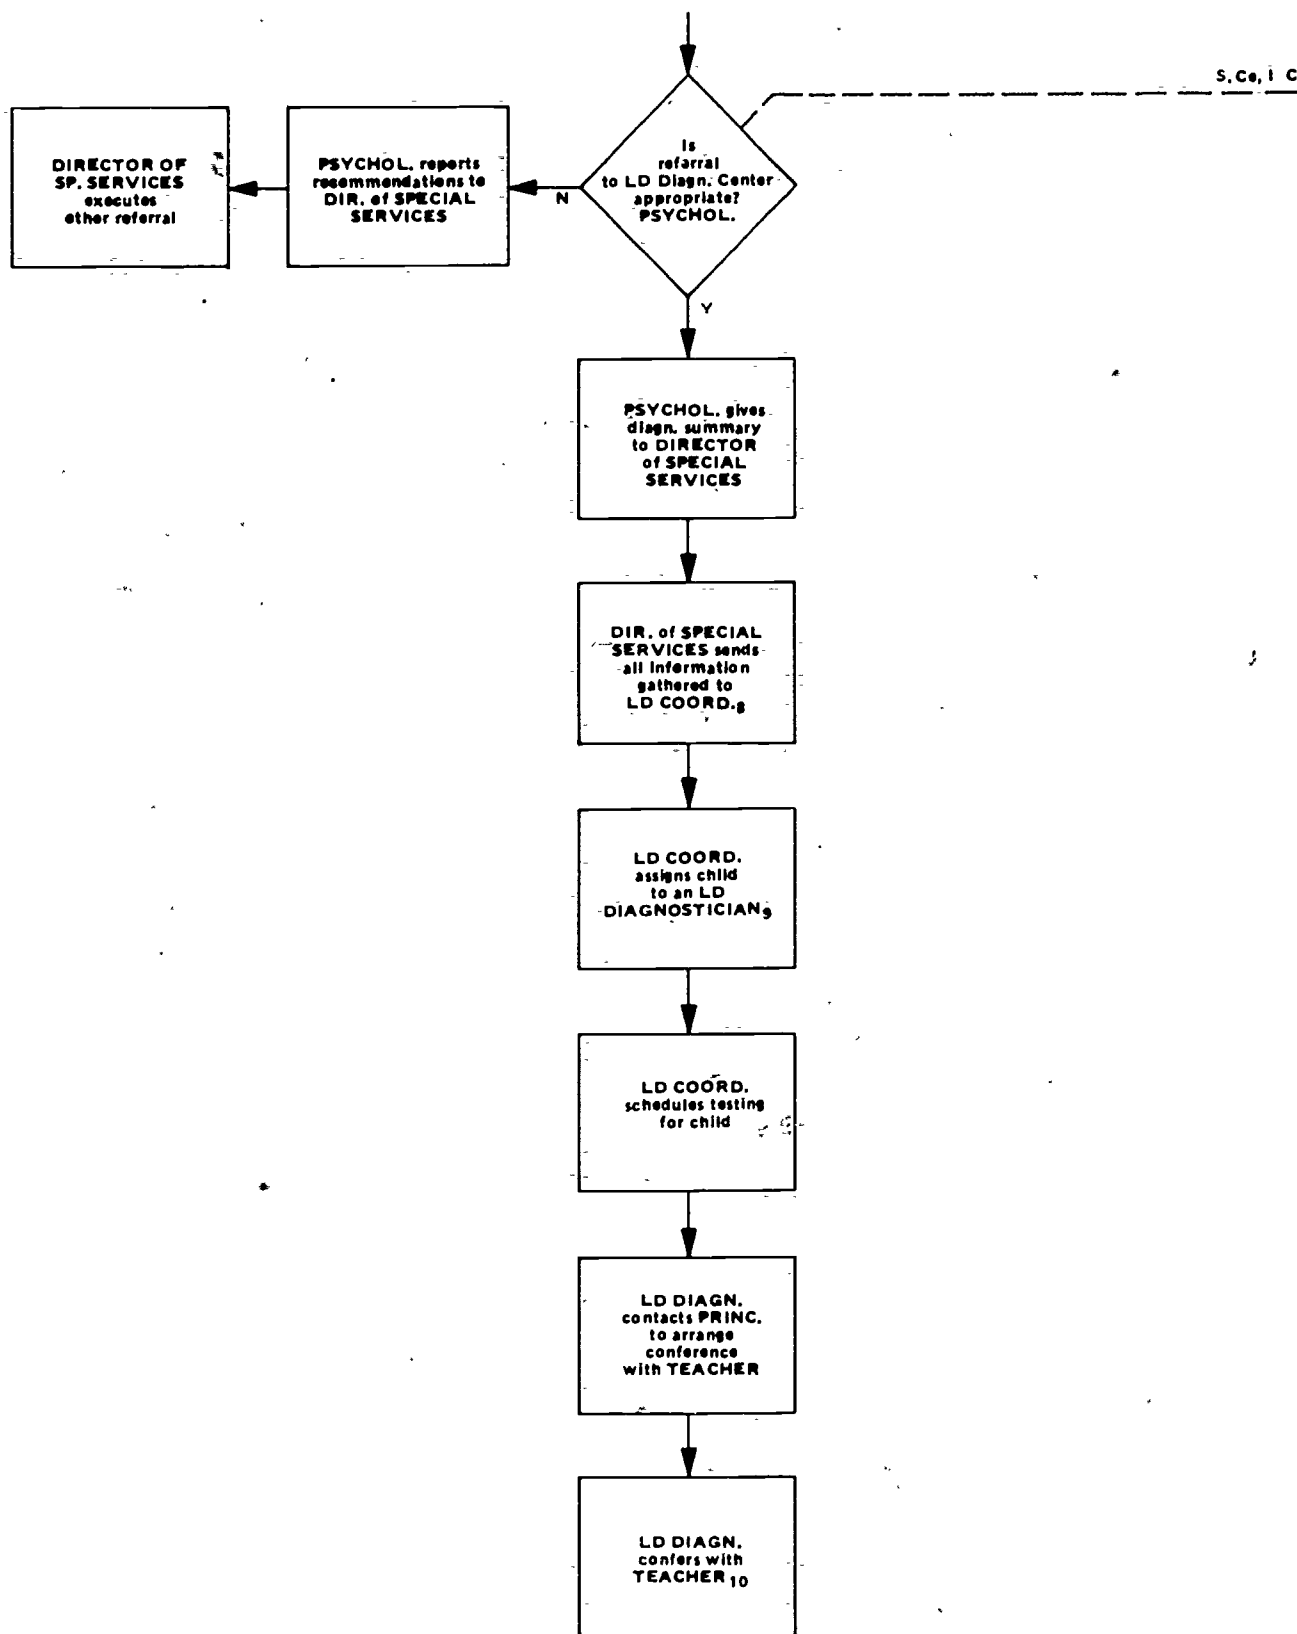 S, Co, I C
Is
referral
to LD Diagn. Center
appropriate?
PSYCHOL.
N
Y
PSYCHOL. reports
recommendations to
DIR. of SPECIAL
SERVICES
DIRECTOR OF
SP. SERVICES
executes
other referral
PSYCHOL. gives
diagn. summary
to DIRECTOR
of SPECIAL
SERVICES
DIR. of SPECIAL
SERVICES sends
all information
gathered to
LD COORD.8
LD COORD.
assigns child
to an LD
DIAGNOSTICIAN9
LD COORD.
schedules testing
for child
LD DIAGN.
contacts PRINC.
to arrange
conference
with TEACHER
LD DIAGN.
confers with
TEACHER10